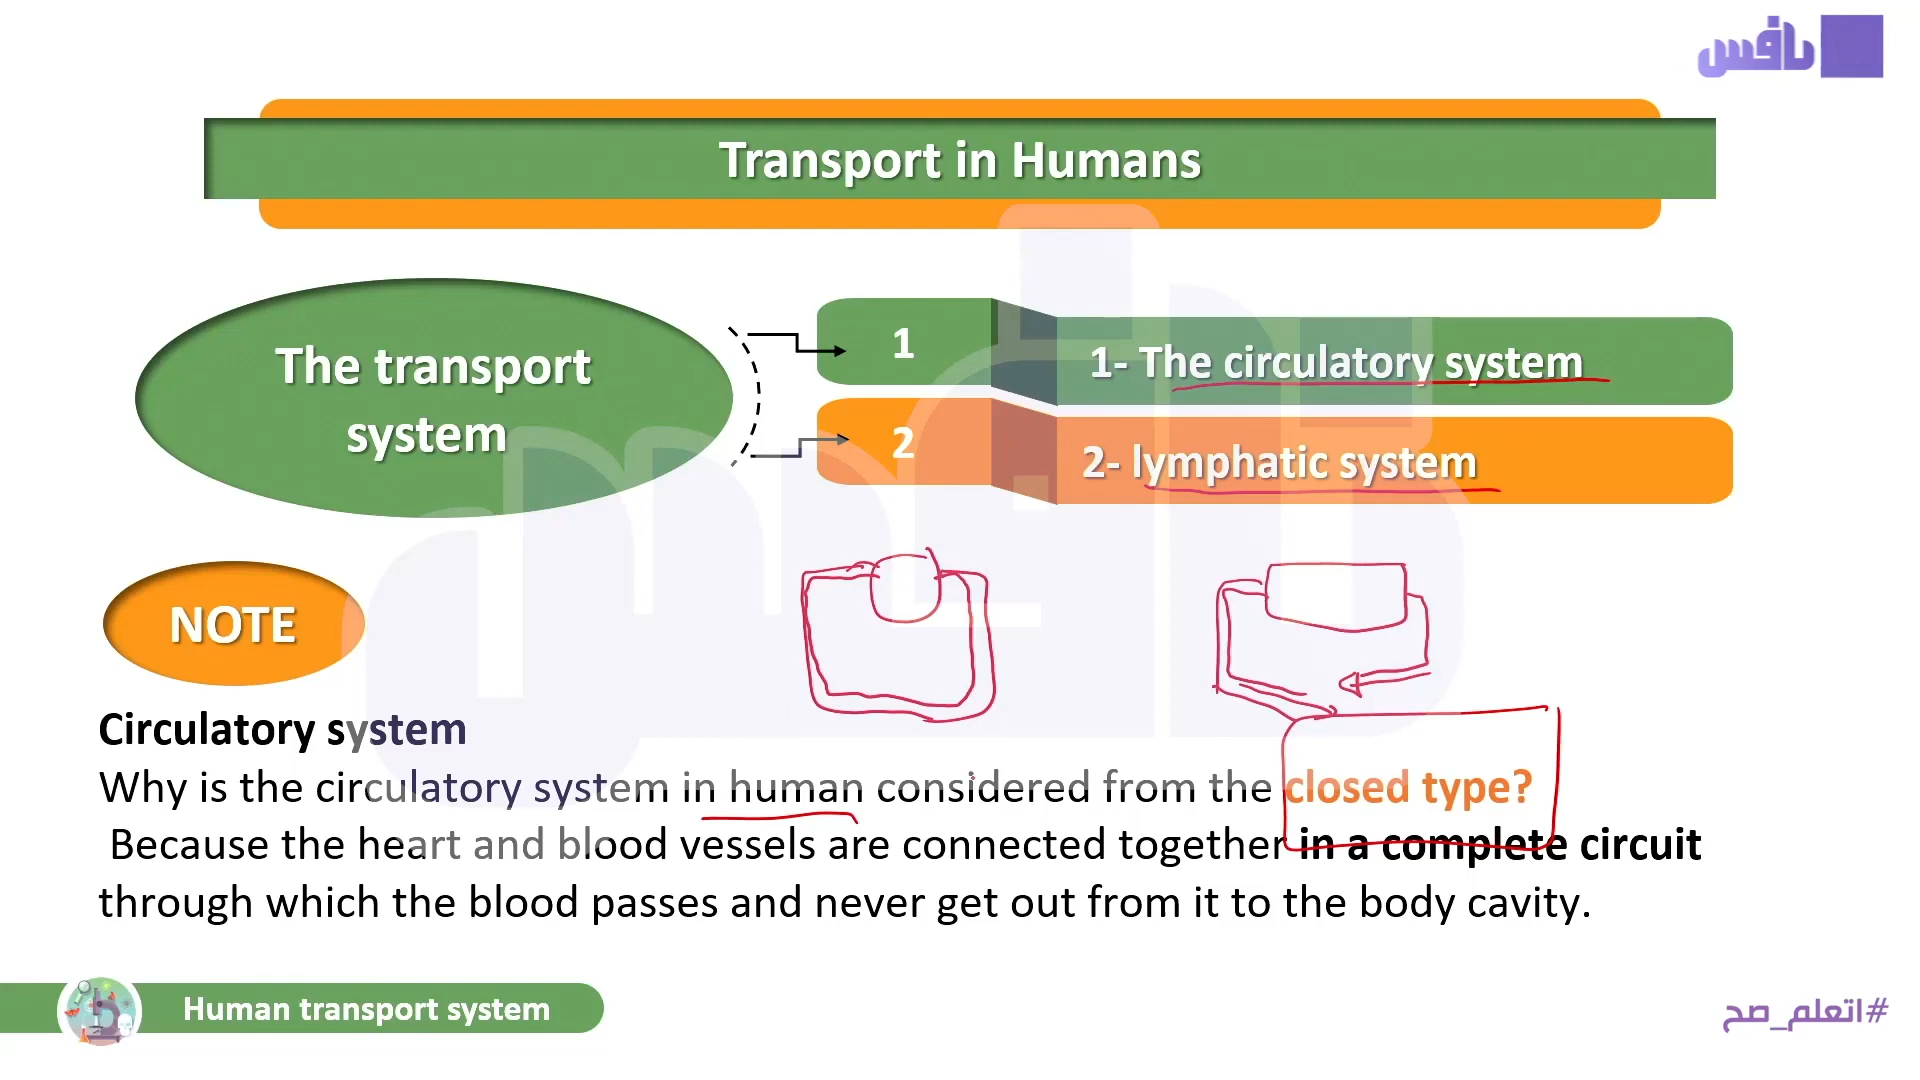 نافس
Transport in Humans
The transport
system
1
1- The circulatory system
2
2- lymphatic system
NOTE
Circulatory system
Why is the circulatory system in human considered from the closed type?
Because the heart and blood vessels are connected together in a complete circuit
through which the blood passes and never get out from it to the body cavity.
Human transport system
#اتعلم_صح